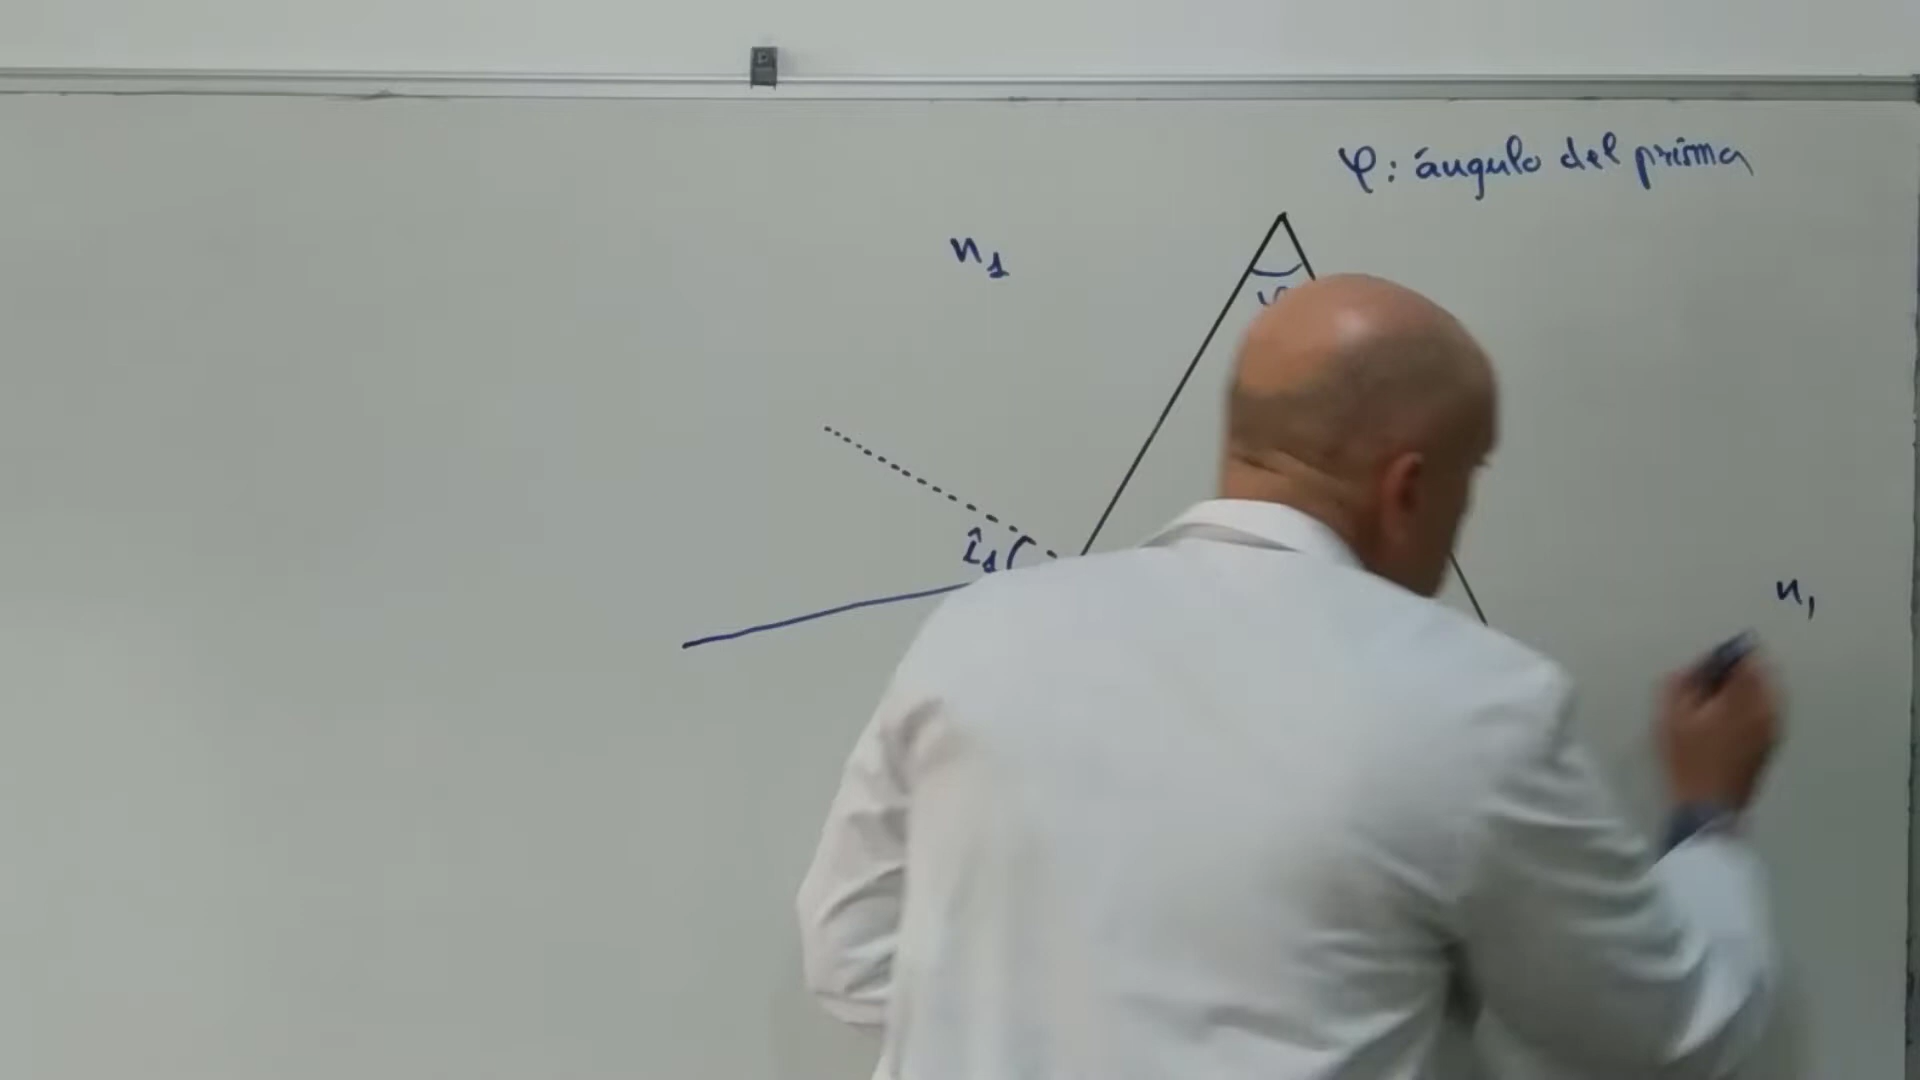 φ: ángulo del prisma
n₁
φ
î₁
n₁